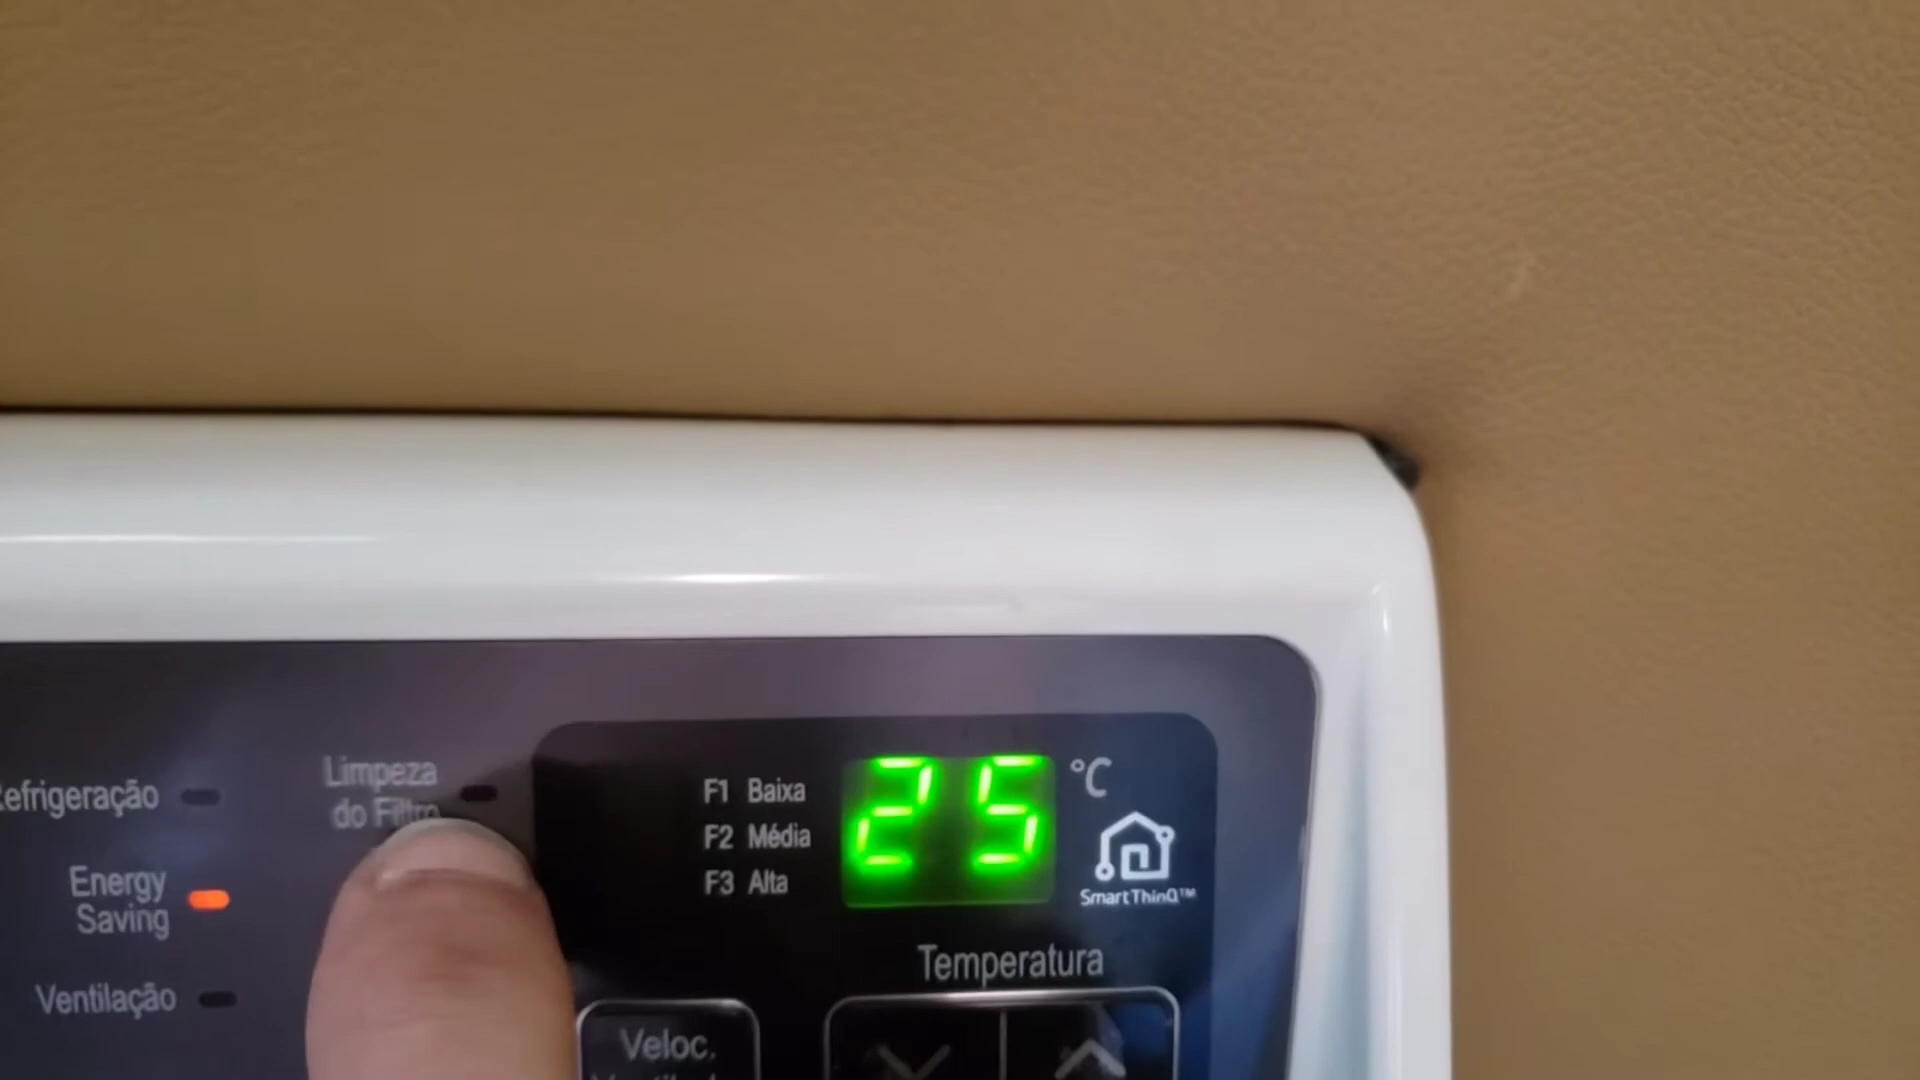 Limpeza
do Filtro
Refrigeração
Energy
Saving
Ventilação
F1 Baixa
F2 Média
F3 Alta
25 °C
SmartThinQ™
Temperatura
Veloc.